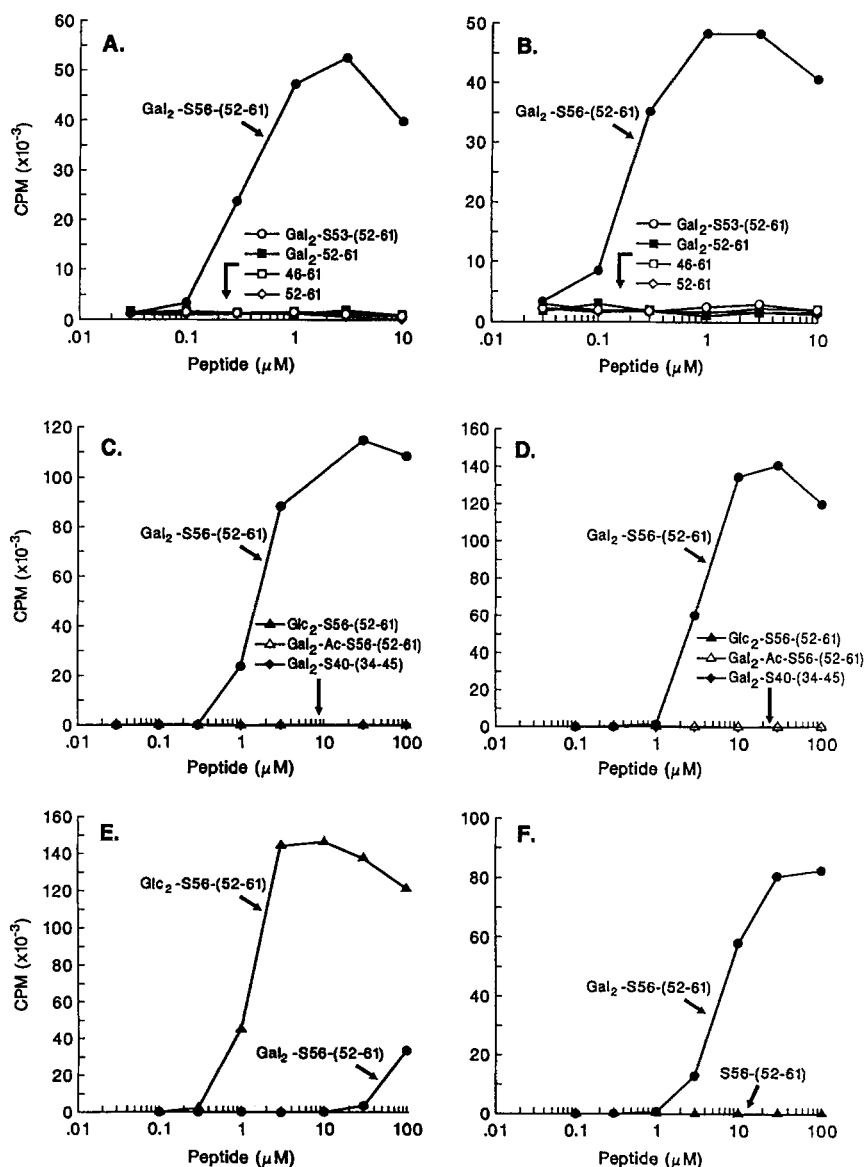 A.
60
50
40
30
20
10
0
CPM (x10⁻³)
Gal₂-S56-(52-61)
Gal₂-S53-(52-61)
Gal₂-52-61
46-61
52-61
.01 0.1 1 10
Peptide (μM)
B.
50
40
30
20
10
0
Gal₂-S56-(52-61)
Gal₂-S53-(52-61)
Gal₂-52-61
46-61
52-61
.01 0.1 1 10
Peptide (μM)
C.
120
100
80
60
40
20
0
CPM (x10⁻³)
Gal₂-S56-(52-61)
Glc₂-S56-(52-61)
Gal₂-Ac-S56-(52-61)
Gal₂-S40-(34-45)
.01 0.1 1 10 100
Peptide (μM)
D.
160
140
120
100
80
60
40
20
0
Gal₂-S56-(52-61)
Glc₂-S56-(52-61)
Gal₂-Ac-S56-(52-61)
Gal₂-S40-(34-45)
.01 0.1 1 10 100
Peptide (μM)
E.
160
140
120
100
80
60
40
20
0
CPM (x10⁻³)
Glc₂-S56-(52-61)
Gal₂-S56-(52-61)
.01 0.1 1 10 100
Peptide (μM)
F.
100
80
60
40
20
0
Gal₂-S56-(52-61)
S56-(52-61)
.01 0.1 1 10 100
Peptide (μM)